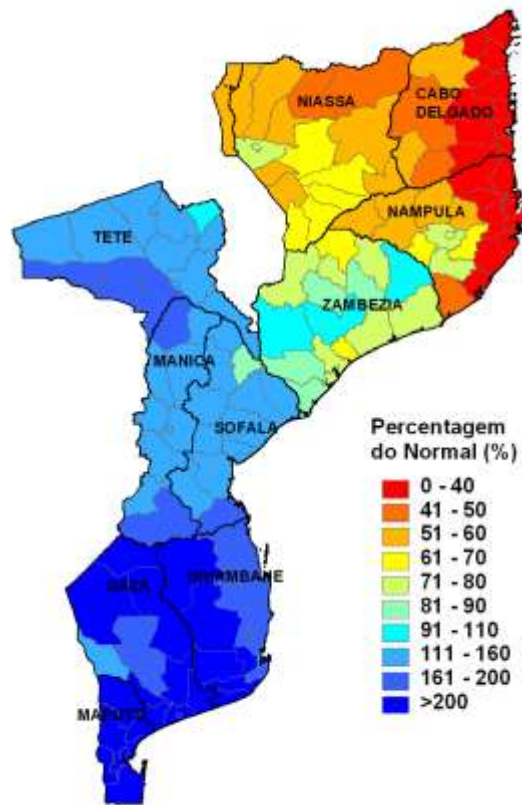 NIASSA
CABO
DELGADO
NAMPULA
TETE
ZAMBEZIA
MANICA
SOFALA
Percentagem
do Normal (%)
0 - 40
41 - 50
51 - 60
61 - 70
71 - 80
81 - 90
91 - 110
111 - 160
161 - 200
>200
INHAMBANE
GAZA
MAPUTO